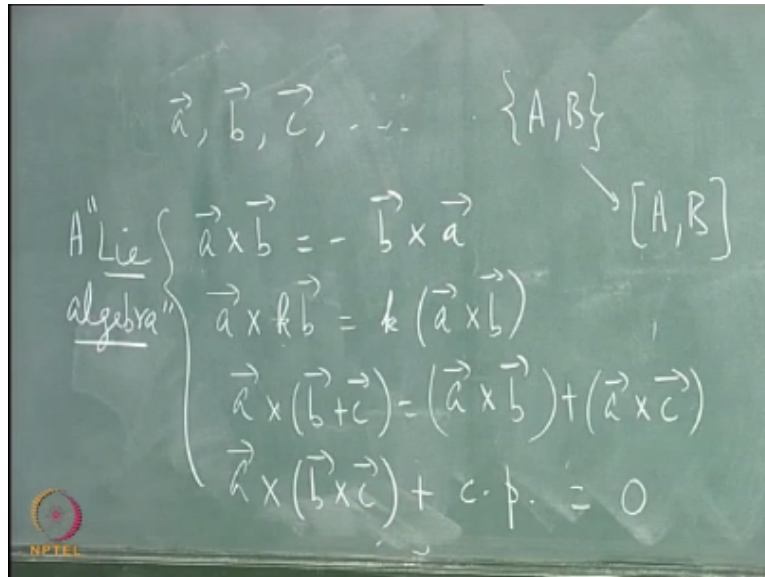 a⃗, b⃗, c⃗, ..... {A, B}
↘ [A, B]
A "Lie algebra" { a⃗ × b⃗ = - b⃗ × a⃗
a⃗ × k b⃗ = k (a⃗ × b⃗)
a⃗ × (b⃗ + c⃗) = (a⃗ × b⃗) + (a⃗ × c⃗)
a⃗ × (b⃗ × c⃗) + c.p. = 0
NPTEL